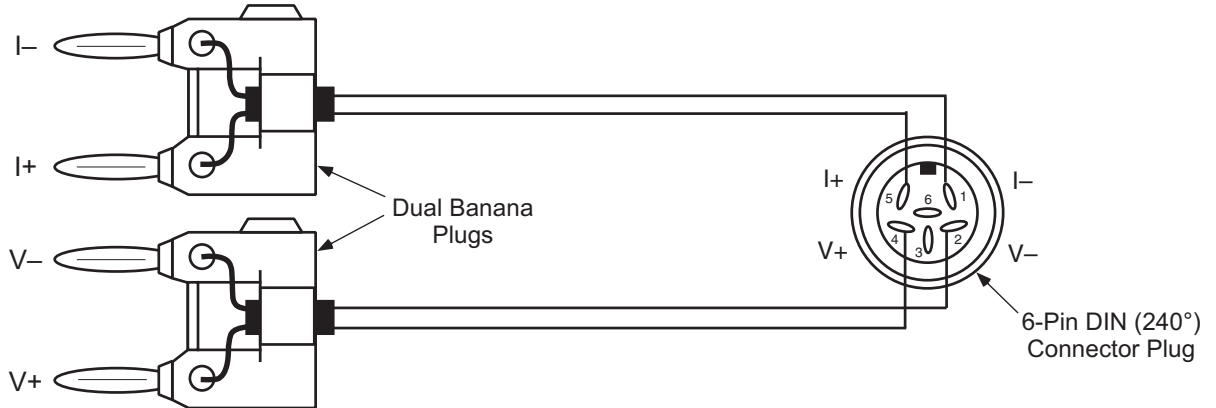 I–
I+
Dual Banana
Plugs
V–
V+
I+
I–
5
6
1
4
3
2
V+
V–
6-Pin DIN (240°)
Connector Plug